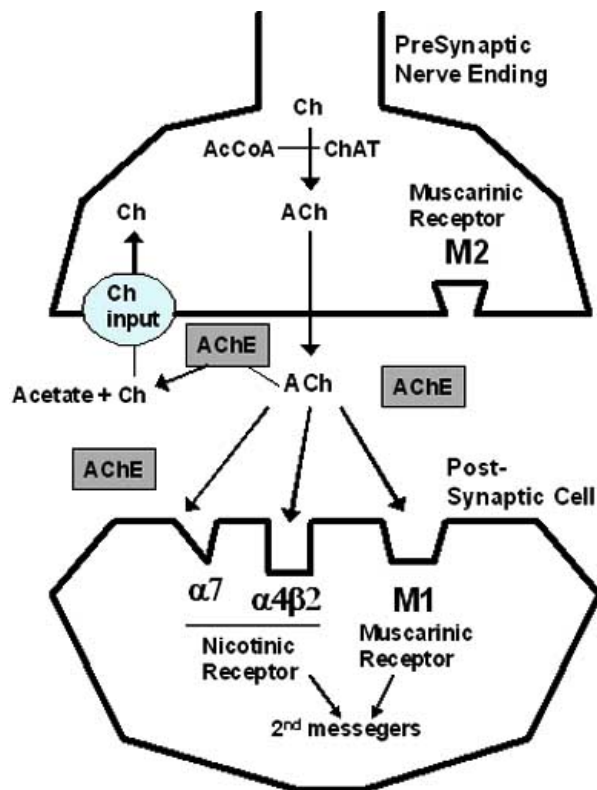 PreSynaptic
Nerve Ending
Ch
AcCoA
ChAT
ACh
Muscarinic
Receptor
M2
Ch
Ch
input
AChE
Acetate + Ch
ACh
AChE
AChE
Post-
Synaptic Cell
α7
α4β2
M1
Nicotinic
Receptor
Muscarinic
Receptor
2nd messegers